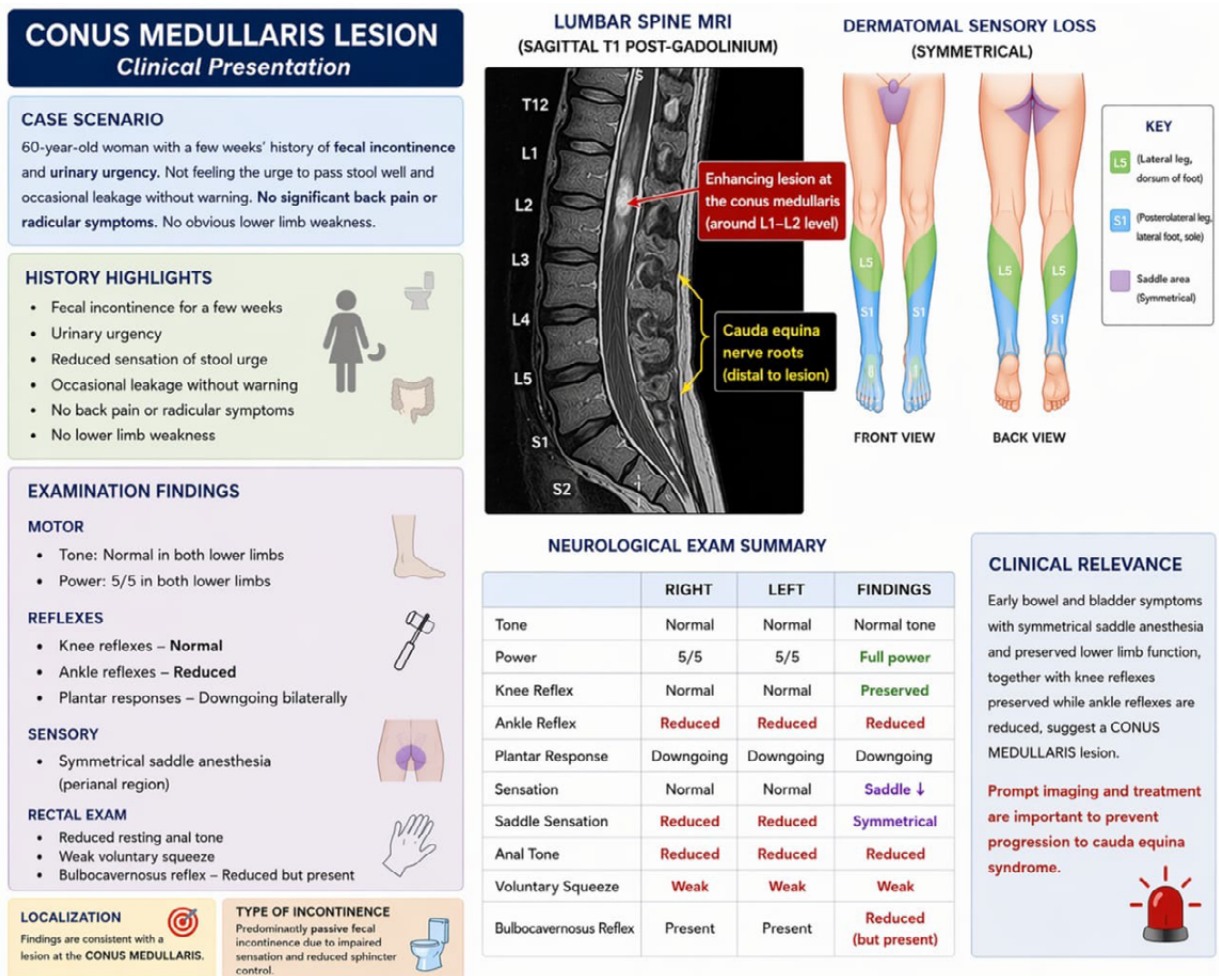 CONUS MEDULLARIS LESION
Clinical Presentation
CASE SCENARIO
60-year-old woman with a few weeks' history of fecal incontinence
and urinary urgency. Not feeling the urge to pass stool well and
occasional leakage without warning. No significant back pain or
radicular symptoms. No obvious lower limb weakness.
HISTORY HIGHLIGHTS
• Fecal incontinence for a few weeks
• Urinary urgency
• Reduced sensation of stool urge
• Occasional leakage without warning
• No back pain or radicular symptoms
• No lower limb weakness
EXAMINATION FINDINGS
MOTOR
• Tone: Normal in both lower limbs
• Power: 5/5 in both lower limbs
REFLEXES
• Knee reflexes – Normal
• Ankle reflexes – Reduced
• Plantar responses – Downgoing bilaterally
SENSORY
• Symmetrical saddle anesthesia
(perianal region)
RECTAL EXAM
• Reduced resting anal tone
• Weak voluntary squeeze
• Bulbocavernosus reflex – Reduced but present
LOCALIZATION
Findings are consistent with a
lesion at the CONUS MEDULLARIS.
TYPE OF INCONTINENCE
Predominactly passive fecal
incontinence due to impaired
sensation and reduced sphincter
control.
LUMBAR SPINE MRI
(SAGITTAL T1 POST-GADOLINIUM)
S
T12
L1
L2
L3
L4
L5
S1
S2
Enhancing lesion at
the conus medullaris
(around L1–L2 level)
Cauda equina
nerve roots
(distal to lesion)
DERMATOMAL SENSORY LOSS
(SYMMETRICAL)
L5
S1 S1
L5 L5
S1
FRONT VIEW BACK VIEW
KEY
L5 (Lateral leg,
dorsum of foot)
S1 (Posterolateral leg,
lateral foot, sole)
Saddle area
(Symmetrical)
NEUROLOGICAL EXAM SUMMARY
RIGHT LEFT FINDINGS
Tone Normal Normal Normal tone
Power 5/5 5/5 Full power
Knee Reflex Normal Normal Preserved
Ankle Reflex Reduced Reduced Reduced
Plantar Response Downgoing Downgoing Downgoing
Sensation Normal Normal Saddle ↓
Saddle Sensation Reduced Reduced Symmetrical
Anal Tone Reduced Reduced Reduced
Voluntary Squeeze Weak Weak Weak
Bulbocavernosus Reflex Present Present Reduced
(but present)
CLINICAL RELEVANCE
Early bowel and bladder symptoms
with symmetrical saddle anesthesia
and preserved lower limb function,
together with knee reflexes
preserved while ankle reflexes are
reduced, suggest a CONUS
MEDULLARIS lesion.
Prompt imaging and treatment
are important to prevent
progression to cauda equina
syndrome.